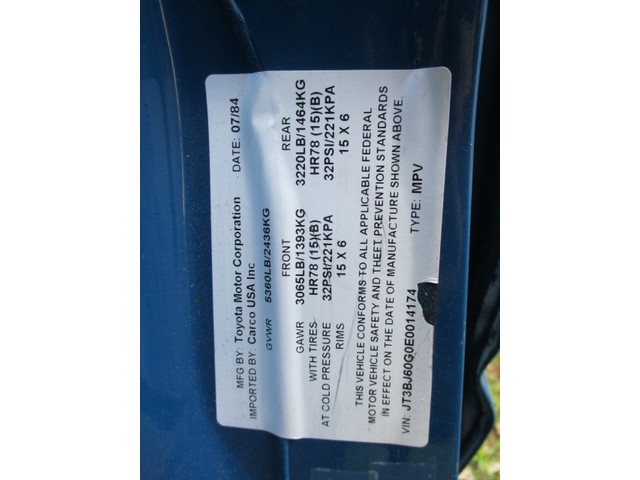 MFG BY: Toyota Motor Corporation DATE: 07/84
IMPORTED BY: Carco USA Inc
GVWR 5360LB/2436KG
FRONT REAR
GAWR 3065LB/1393KG 3220LB/1464KG
WITH TIRES HR78 (15)(B) HR78 (15)(B)
AT COLD PRESSURE 32PSI/221KPA 32PSI/221KPA
RIMS 15 X 6 15 X 6
THIS VEHICLE CONFORMS TO ALL APPLICABLE FEDERAL
MOTOR VEHICLE SAFETY AND THEFT PREVENTION STANDARDS
IN EFFECT ON THE DATE OF MANUFACTURE SHOWN ABOVE.
VIN: JT3BJ60G0E0014174 TYPE: MPV